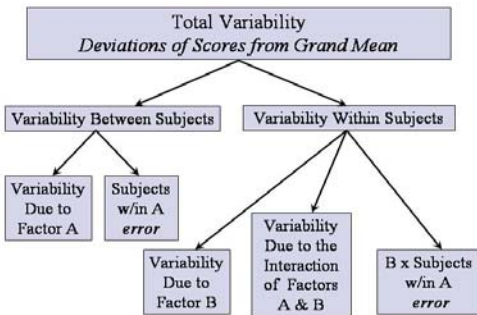 Total Variability
Deviations of Scores from Grand Mean
Variability Between Subjects
Variability Within Subjects
Variability
Due to
Factor A
Subjects
w/in A
error
Variability
Due to
Factor B
Variability
Due to the
Interaction
of Factors
A & B
B x Subjects
w/in A
error